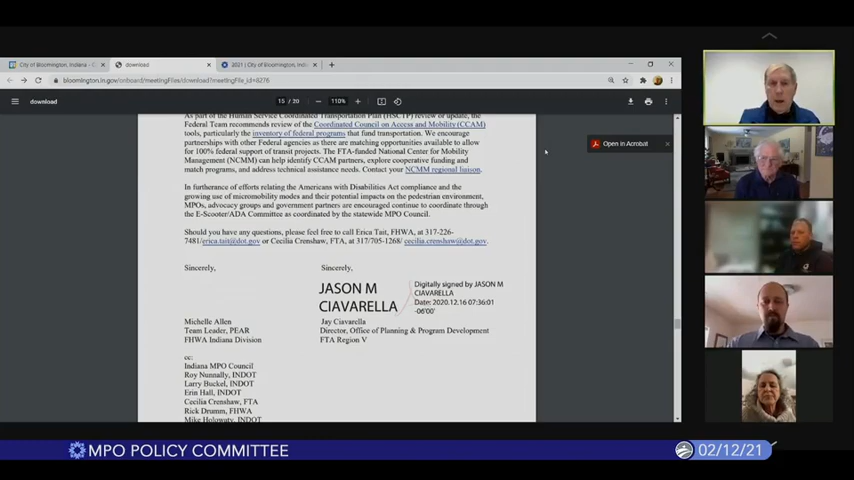 City of Bloomington, Indiana - C
download
2021 | City of Bloomington, Indi
bloomington.in.gov/onboard/meetingFiles/download?meetingFile_id=8276
download
15 / 20
110%
Open in Acrobat
As part of the Human Service Coordinated Transportation Plan (HSCTP) review or update, the
Federal Team recommends review of the Coordinated Council on Access and Mobility (CCAM)
tools, particularly the inventory of federal programs that fund transportation. We encourage
partnerships with other Federal agencies as there are matching opportunities available to allow
for 100% federal support of transit projects. The FTA-funded National Center for Mobility
Management (NCMM) can help identify CCAM partners, explore cooperative funding and
match programs, and address technical assistance needs. Contact your NCMM regional liaison.
In furtherance of efforts relating the Americans with Disabilities Act compliance and the
growing use of micromobility modes and their potential impacts on the pedestrian environment,
MPOs, advocacy groups and government partners are encouraged continue to coordinate through
the E-Scooter/ADA Committee as coordinated by the statewide MPO Council.
Should you have any questions, please feel free to call Erica Tait, FHWA, at 317-226-
7481/erica.tait@dot.gov or Cecilia Crenshaw, FTA, at 317/705-1268/ cecilia.crenshaw@dot.gov.
Sincerely,
Sincerely,
JASON M
CIAVARELLA
Digitally signed by JASON M
CIAVARELLA
Date: 2020.12.16 07:36:01
-06'00'
Michelle Allen
Team Leader, PEAR
FHWA Indiana Division
Jay Ciavarella
Director, Office of Planning & Program Development
FTA Region V
cc:
Indiana MPO Council
Roy Nunnally, INDOT
Larry Buckel, INDOT
Erin Hall, INDOT
Cecilia Crenshaw, FTA
Rick Drumm, FHWA
Mike Holowaty, INDOT
MPO POLICY COMMITTEE
02/12/21